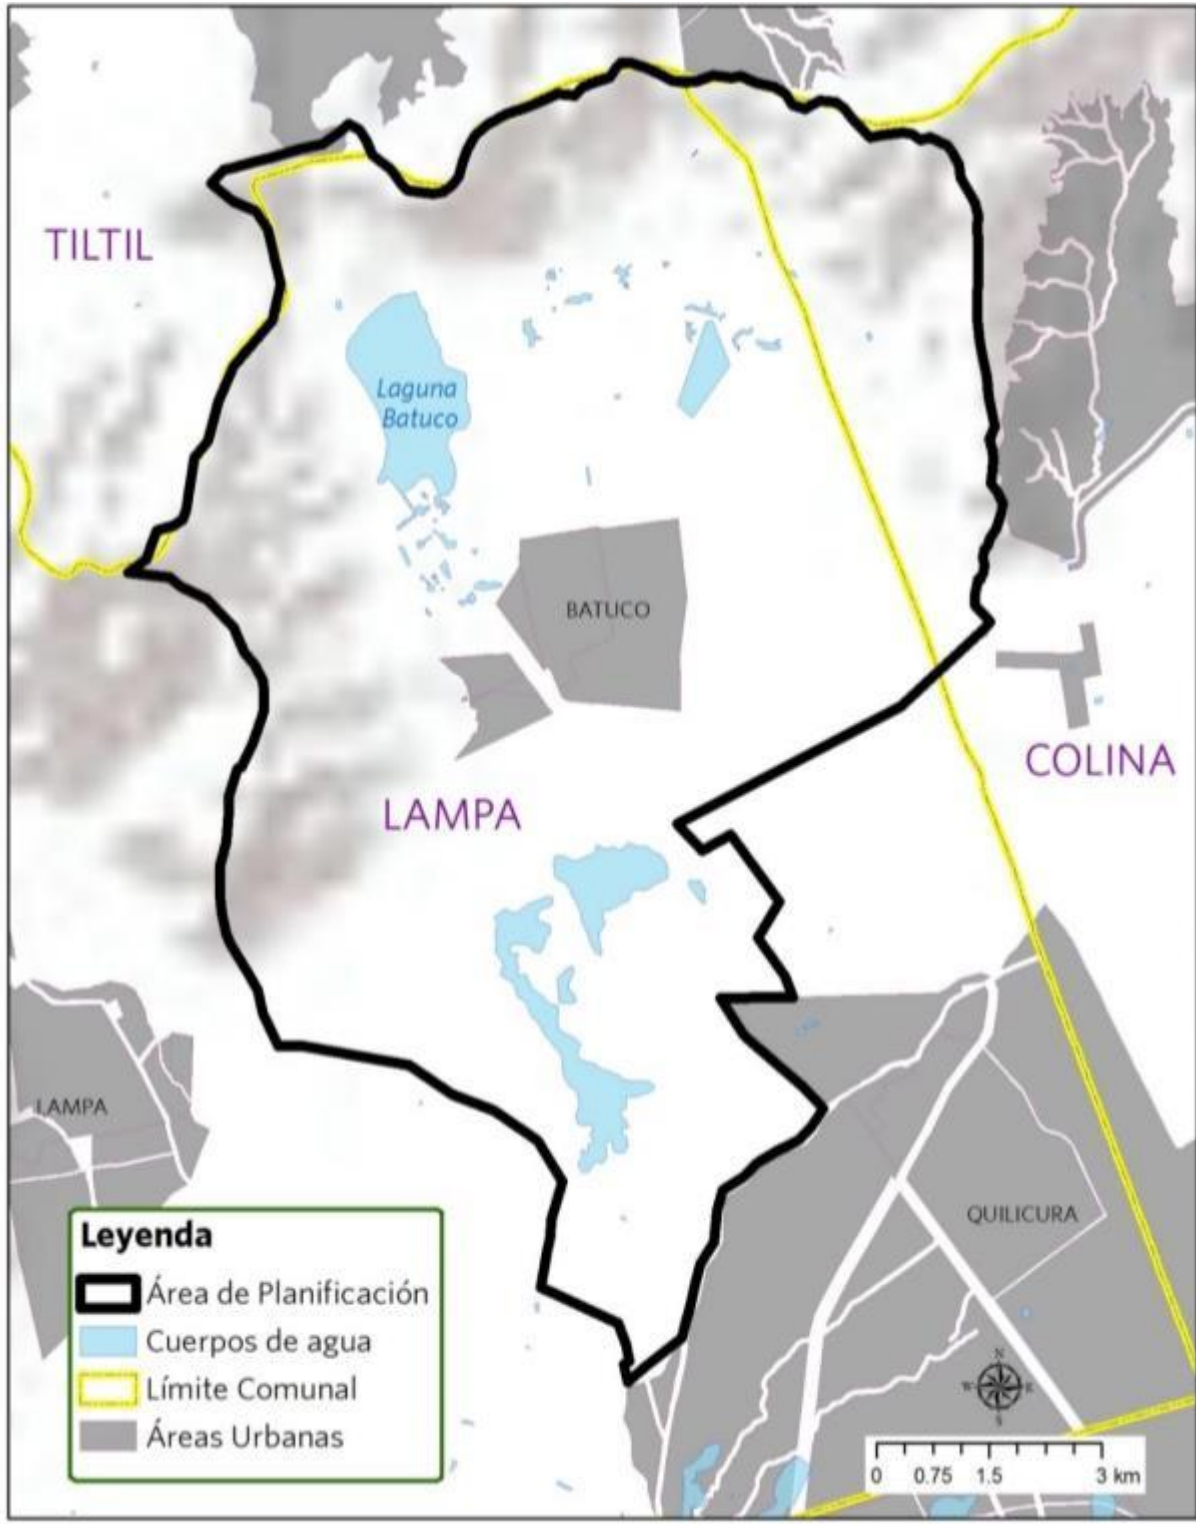 TILTIL
Laguna
Batuco
BATUCO
COLINA
LAMPA
LAMPA
QUILICURA
Leyenda
Área de Planificación
Cuerpos de agua
Límite Comunal
Áreas Urbanas
N
W E
S
0 0.75 1.5 3 km